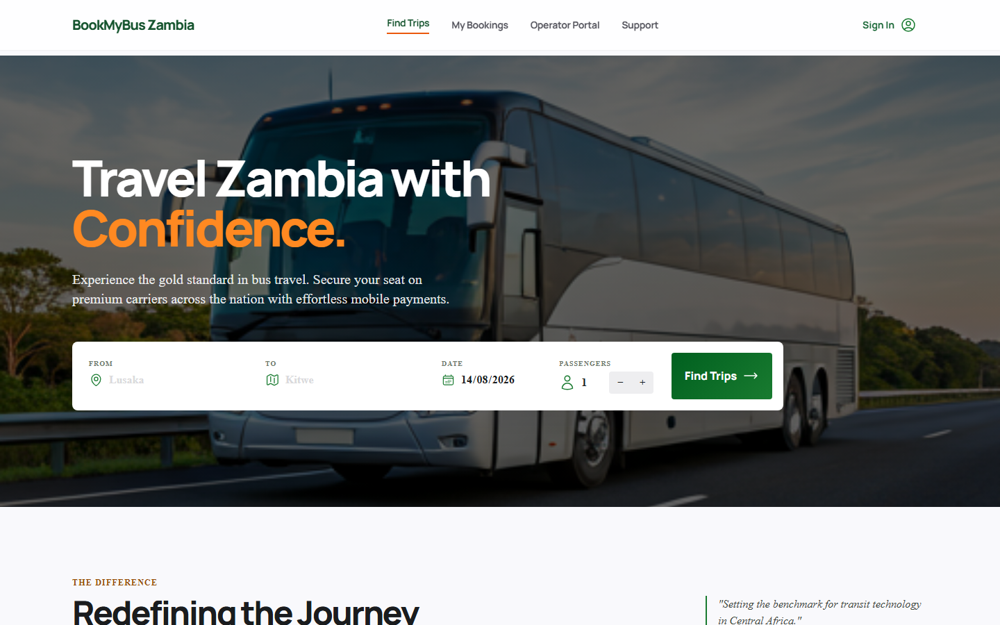 BookMyBus Zambia
Find Trips
My Bookings
Operator Portal
Support
Sign In
Travel Zambia with
Confidence.
Experience the gold standard in bus travel. Secure your seat on
premium carriers across the nation with effortless mobile payments.
FROM
Lusaka
TO
Kitwe
DATE
14/08/2026
PASSENGERS
1
− +
Find Trips
THE DIFFERENCE
Redefining the Journey
"Setting the benchmark for transit technology
in Central Africa."